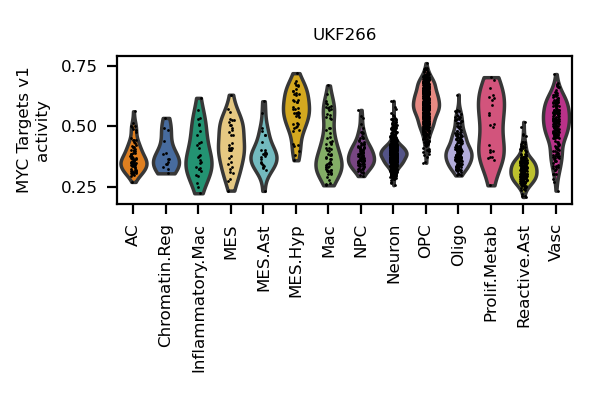 UKF266
MYC Targets v1
activity
0.75
0.50
0.25
AC
Chromatin.Reg
Inflammatory.Mac
MES
MES.Ast
MES.Hyp
Mac
NPC
Neuron
OPC
Oligo
Prolif.Metab
Reactive.Ast
Vasc